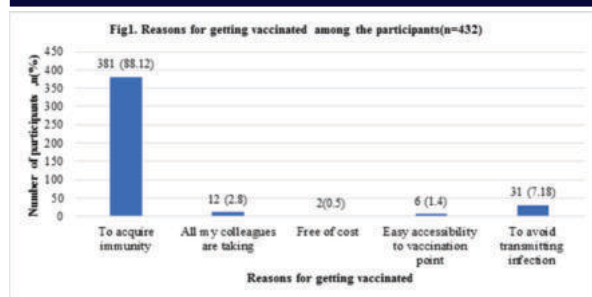 Fig1. Reasons for getting vaccinated among the participants(n=432)
Number of participants ,n(%)
450
400
350
300
250
200
150
100
50
0
381 (88.12)
12 (2.8)
2(0.5)
6 (1.4)
31 (7.18)
To acquire
immunity
All my colleagues
are taking
Free of cost
Easy accessibility
to vaccination
point
To avoid
transmitting
infection
Reasons for getting vaccinated